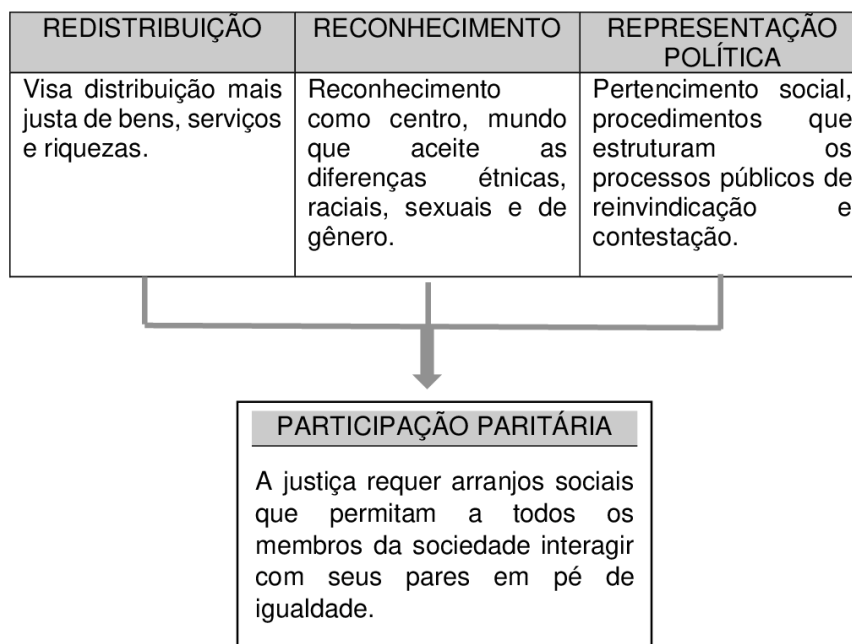 REDISTRIBUIÇÃO
Visa distribuição mais
justa de bens, serviços
e riquezas.
RECONHECIMENTO
Reconhecimento
como centro, mundo
que aceite as
diferenças étnicas,
raciais, sexuais e de
gênero.
REPRESENTAÇÃO
POLÍTICA
Pertencimento social,
procedimentos que
estruturam os
processos públicos de
reinvindicação e
contestação.
PARTICIPAÇÃO PARITÁRIA
A justiça requer arranjos sociais
que permitam a todos os
membros da sociedade interagir
com seus pares em pé de
igualdade.